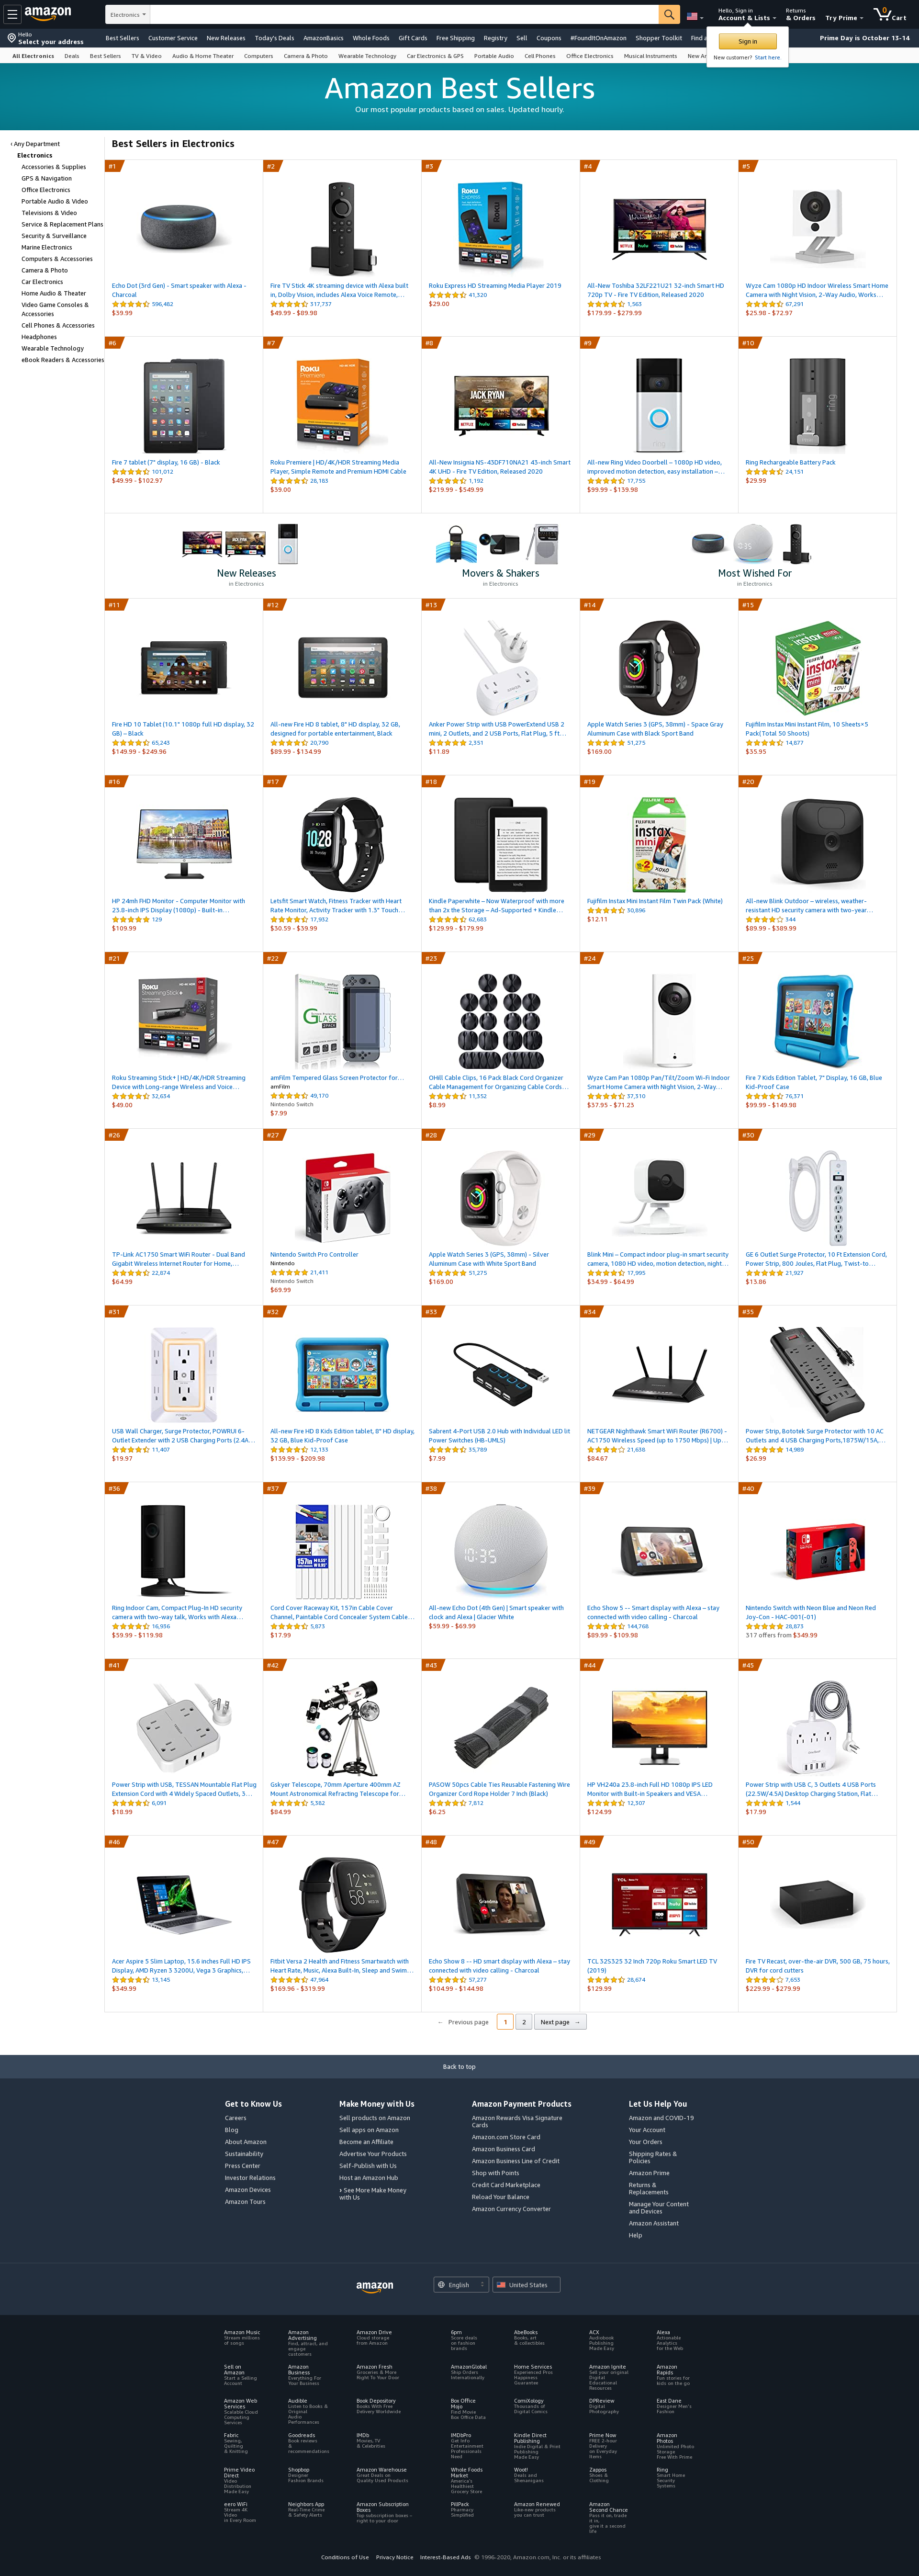 Hello
Select your address
amazon
Electronics
Hello, Sign in
Account & Lists
Returns
& Orders
Try Prime
0
Cart
Best Sellers
Customer Service
New Releases
Today's Deals
AmazonBasics
Whole Foods
Gift Cards
Free Shipping
Registry
Sell
Coupons
#FoundItOnAmazon
Shopper Toolkit
Find a
Prime Day is October 13-14
Sign in
New customer? Start here.
All Electronics
Deals
Best Sellers
TV & Video
Audio & Home Theater
Computers
Camera & Photo
Wearable Technology
Car Electronics & GPS
Portable Audio
Cell Phones
Office Electronics
Musical Instruments
New Ar
Amazon Best Sellers
Our most popular products based on sales. Updated hourly.
‹ Any Department
Electronics
Accessories & Supplies
GPS & Navigation
Office Electronics
Portable Audio & Video
Televisions & Video
Service & Replacement Plans
Security & Surveillance
Marine Electronics
Computers & Accessories
Camera & Photo
Car Electronics
Home Audio & Theater
Video Game Consoles &
Accessories
Cell Phones & Accessories
Headphones
Wearable Technology
eBook Readers & Accessories
Best Sellers in Electronics
#1
Echo Dot (3rd Gen) - Smart speaker with Alexa -
Charcoal
596,482
$39.99
#2
Fire TV Stick 4K streaming device with Alexa built
in, Dolby Vision, includes Alexa Voice Remote,...
317,737
$49.99 - $89.98
#3
Roku Express HD Streaming Media Player 2019
41,320
$29.00
#4
All-New Toshiba 32LF221U21 32-inch Smart HD
720p TV - Fire TV Edition, Released 2020
1,563
$179.99 - $279.99
#5
Wyze Cam 1080p HD Indoor Wireless Smart Home
Camera with Night Vision, 2-Way Audio, Works...
67,291
$25.98 - $72.97
#6
Fire 7 tablet (7" display, 16 GB) - Black
101,012
$49.99 - $102.97
#7
Roku Premiere | HD/4K/HDR Streaming Media
Player, Simple Remote and Premium HDMI Cable
28,183
$39.00
#8
JACK RYAN
All-New Insignia NS-43DF710NA21 43-inch Smart
4K UHD - Fire TV Edition, Released 2020
1,192
$219.99 - $549.99
#9
All-new Ring Video Doorbell – 1080p HD video,
improved motion detection, easy installation –...
17,755
$99.99 - $139.98
#10
ring
Ring Rechargeable Battery Pack
24,151
$29.99
New Releases
in Electronics
Movers & Shakers
in Electronics
Most Wished For
in Electronics
#11
Fire HD 10 Tablet (10.1" 1080p full HD display, 32
GB) – Black
65,243
$149.99 - $249.96
#12
All-new Fire HD 8 tablet, 8" HD display, 32 GB,
designed for portable entertainment, Black
20,790
$89.99 - $134.99
#13
Anker Power Strip with USB PowerExtend USB 2
mini, 2 Outlets, and 2 USB Ports, Flat Plug, 5 ft...
2,351
$11.89
#14
Apple Watch Series 3 (GPS, 38mm) - Space Gray
Aluminum Case with Black Sport Band
51,275
$169.00
#15
instax
mini
Fujifilm Instax Mini Instant Film, 10 Sheets×5
Pack(Total 50 Shoots)
14,877
$35.95
#16
HP 24mh FHD Monitor - Computer Monitor with
23.8-inch IPS Display (1080p) - Built-in...
129
$109.99
#17
10:28
Letsfit Smart Watch, Fitness Tracker with Heart
Rate Monitor, Activity Tracker with 1.3" Touch...
17,932
$30.59 - $39.99
#18
Kindle Paperwhite – Now Waterproof with more
than 2x the Storage – Ad-Supported + Kindle...
62,683
$129.99 - $179.99
#19
instax
mini
XOXO
Fujifilm Instax Mini Instant Film Twin Pack (White)
30,896
$12.11
#20
All-new Blink Outdoor – wireless, weather-
resistant HD security camera with two-year...
344
$89.99 - $389.99
#21
Roku Streaming Stick+ | HD/4K/HDR Streaming
Device with Long-range Wireless and Voice...
32,634
$49.00
#22
GLASS
amFilm Tempered Glass Screen Protector for...
amFilm
49,170
Nintendo Switch
$7.99
#23
OHill Cable Clips, 16 Pack Black Cord Organizer
Cable Management for Organizing Cable Cords...
11,352
$8.99
#24
Wyze Cam Pan 1080p Pan/Tilt/Zoom Wi-Fi Indoor
Smart Home Camera with Night Vision, 2-Way...
37,310
$37.95 - $71.23
#25
Fire 7 Kids Edition Tablet, 7" Display, 16 GB, Blue
Kid-Proof Case
76,371
$99.99 - $149.98
#26
TP-Link AC1750 Smart WiFi Router - Dual Band
Gigabit Wireless Internet Router for Home,...
22,874
$64.99
#27
Nintendo Switch Pro Controller
Nintendo
21,411
Nintendo Switch
$69.99
#28
Apple Watch Series 3 (GPS, 38mm) - Silver
Aluminum Case with White Sport Band
51,275
$169.00
#29
Blink Mini – Compact indoor plug-in smart security
camera, 1080 HD video, motion detection, night...
17,995
$34.99 - $64.99
#30
GE 6 Outlet Surge Protector, 10 Ft Extension Cord,
Power Strip, 800 Joules, Flat Plug, Twist-to...
21,927
$13.86
#31
USB Wall Charger, Surge Protector, POWRUI 6-
Outlet Extender with 2 USB Charging Ports (2.4A...
11,407
$19.97
#32
All-new Fire HD 8 Kids Edition tablet, 8" HD display,
32 GB, Blue Kid-Proof Case
12,133
$139.99 - $209.98
#33
Sabrent 4-Port USB 2.0 Hub with Individual LED lit
Power Switches (HB-UMLS)
35,789
$7.99
#34
NETGEAR Nighthawk Smart WiFi Router (R6700) -
AC1750 Wireless Speed (up to 1750 Mbps) | Up...
21,638
$84.67
#35
Power Strip, Bototek Surge Protector with 10 AC
Outlets and 4 USB Charging Ports,1875W/15A,...
14,989
$26.99
#36
Ring Indoor Cam, Compact Plug-In HD security
camera with two-way talk, Works with Alexa...
16,936
$59.99 - $119.98
#37
157in
Cord Cover Raceway Kit, 157in Cable Cover
Channel, Paintable Cord Concealer System Cable...
5,873
$17.99
#38
All-new Echo Dot (4th Gen) | Smart speaker with
clock and Alexa | Glacier White
$59.99 - $69.99
#39
Echo Show 5 -- Smart display with Alexa – stay
connected with video calling - Charcoal
144,768
$89.99 - $109.98
#40
Nintendo Switch with Neon Blue and Neon Red
Joy-Con - HAC-001(-01)
28,873
317 offers from $349.99
#41
Power Strip with USB, TESSAN Mountable Flat Plug
Extension Cord with 4 Widely Spaced Outlets, 3...
6,091
$18.99
#42
Gskyer Telescope, 70mm Aperture 400mm AZ
Mount Astronomical Refracting Telescope for...
5,382
$84.99
#43
PASOW 50pcs Cable Ties Reusable Fastening Wire
Organizer Cord Rope Holder 7 Inch (Black)
7,612
$6.25
#44
HP VH240a 23.8-inch Full HD 1080p IPS LED
Monitor with Built-in Speakers and VESA...
12,307
$124.99
#45
Power Strip with USB C, 3 Outlets 4 USB Ports
(22.5W/4.5A) Desktop Charging Station, Flat...
1,544
$17.99
#46
Acer Aspire 5 Slim Laptop, 15.6 inches Full HD IPS
Display, AMD Ryzen 3 3200U, Vega 3 Graphics,...
13,145
$349.99
#47
Fitbit Versa 2 Health and Fitness Smartwatch with
Heart Rate, Music, Alexa Built-In, Sleep and Swim...
47,964
$169.96 - $319.99
#48
Grandma
Echo Show 8 -- HD smart display with Alexa – stay
connected with video calling - Charcoal
57,277
$104.99 - $144.98
#49
TCL 32S325 32 Inch 720p Roku Smart LED TV
(2019)
28,674
$129.99
#50
Fire TV Recast, over-the-air DVR, 500 GB, 75 hours,
DVR for cord cutters
7,653
$229.99 - $279.99
← Previous page
1
2
Next page →
Back to top
Get to Know Us
Careers
Blog
About Amazon
Sustainability
Press Center
Investor Relations
Amazon Devices
Amazon Tours
Make Money with Us
Sell products on Amazon
Sell apps on Amazon
Become an Affiliate
Advertise Your Products
Self-Publish with Us
Host an Amazon Hub
› See More Make Money
with Us
Amazon Payment Products
Amazon Rewards Visa Signature
Cards
Amazon.com Store Card
Amazon Business Card
Amazon Business Line of Credit
Shop with Points
Credit Card Marketplace
Reload Your Balance
Amazon Currency Converter
Let Us Help You
Amazon and COVID-19
Your Account
Your Orders
Shipping Rates &
Policies
Amazon Prime
Returns &
Replacements
Manage Your Content
and Devices
Amazon Assistant
Help
amazon
English
United States
Amazon Music
Stream millions
of songs
Amazon
Advertising
Find, attract, and
engage
customers
Amazon Drive
Cloud storage
from Amazon
6pm
Score deals
on fashion
brands
AbeBooks
Books, art
& collectibles
ACX
Audiobook
Publishing
Made Easy
Alexa
Actionable
Analytics
for the Web
Sell on
Amazon
Start a Selling
Account
Amazon
Business
Everything For
Your Business
Amazon Fresh
Groceries & More
Right To Your Door
AmazonGlobal
Ship Orders
Internationally
Home Services
Experienced Pros
Happiness
Guarantee
Amazon Ignite
Sell your original
Digital
Educational
Resources
Amazon
Rapids
Fun stories for
kids on the go
Amazon Web
Services
Scalable Cloud
Computing
Services
Audible
Listen to Books &
Original
Audio
Performances
Book Depository
Books With Free
Delivery Worldwide
Box Office
Mojo
Find Movie
Box Office Data
ComiXology
Thousands of
Digital Comics
DPReview
Digital
Photography
East Dane
Designer Men's
Fashion
Fabric
Sewing,
Quilting
& Knitting
Goodreads
Book reviews
&
recommendations
IMDb
Movies, TV
& Celebrities
IMDbPro
Get Info
Entertainment
Professionals
Need
Kindle Direct
Publishing
Indie Digital & Print
Publishing
Made Easy
Prime Now
FREE 2-hour
Delivery
on Everyday
Items
Amazon
Photos
Unlimited Photo
Storage
Free With Prime
Prime Video
Direct
Video
Distribution
Made Easy
Shopbop
Designer
Fashion Brands
Amazon Warehouse
Great Deals on
Quality Used Products
Whole Foods
Market
America's
Healthiest
Grocery Store
Woot!
Deals and
Shenanigans
Zappos
Shoes &
Clothing
Ring
Smart Home
Security
Systems
eero WiFi
Stream 4K
Video
in Every Room
Neighbors App
Real-Time Crime
& Safety Alerts
Amazon Subscription
Boxes
Top subscription boxes –
right to your door
PillPack
Pharmacy
Simplified
Amazon Renewed
Like-new products
you can trust
Amazon
Second Chance
Pass it on, trade
it in,
give it a second
life
Conditions of Use
Privacy Notice
Interest-Based Ads
© 1996-2020, Amazon.com, Inc. or its affiliates